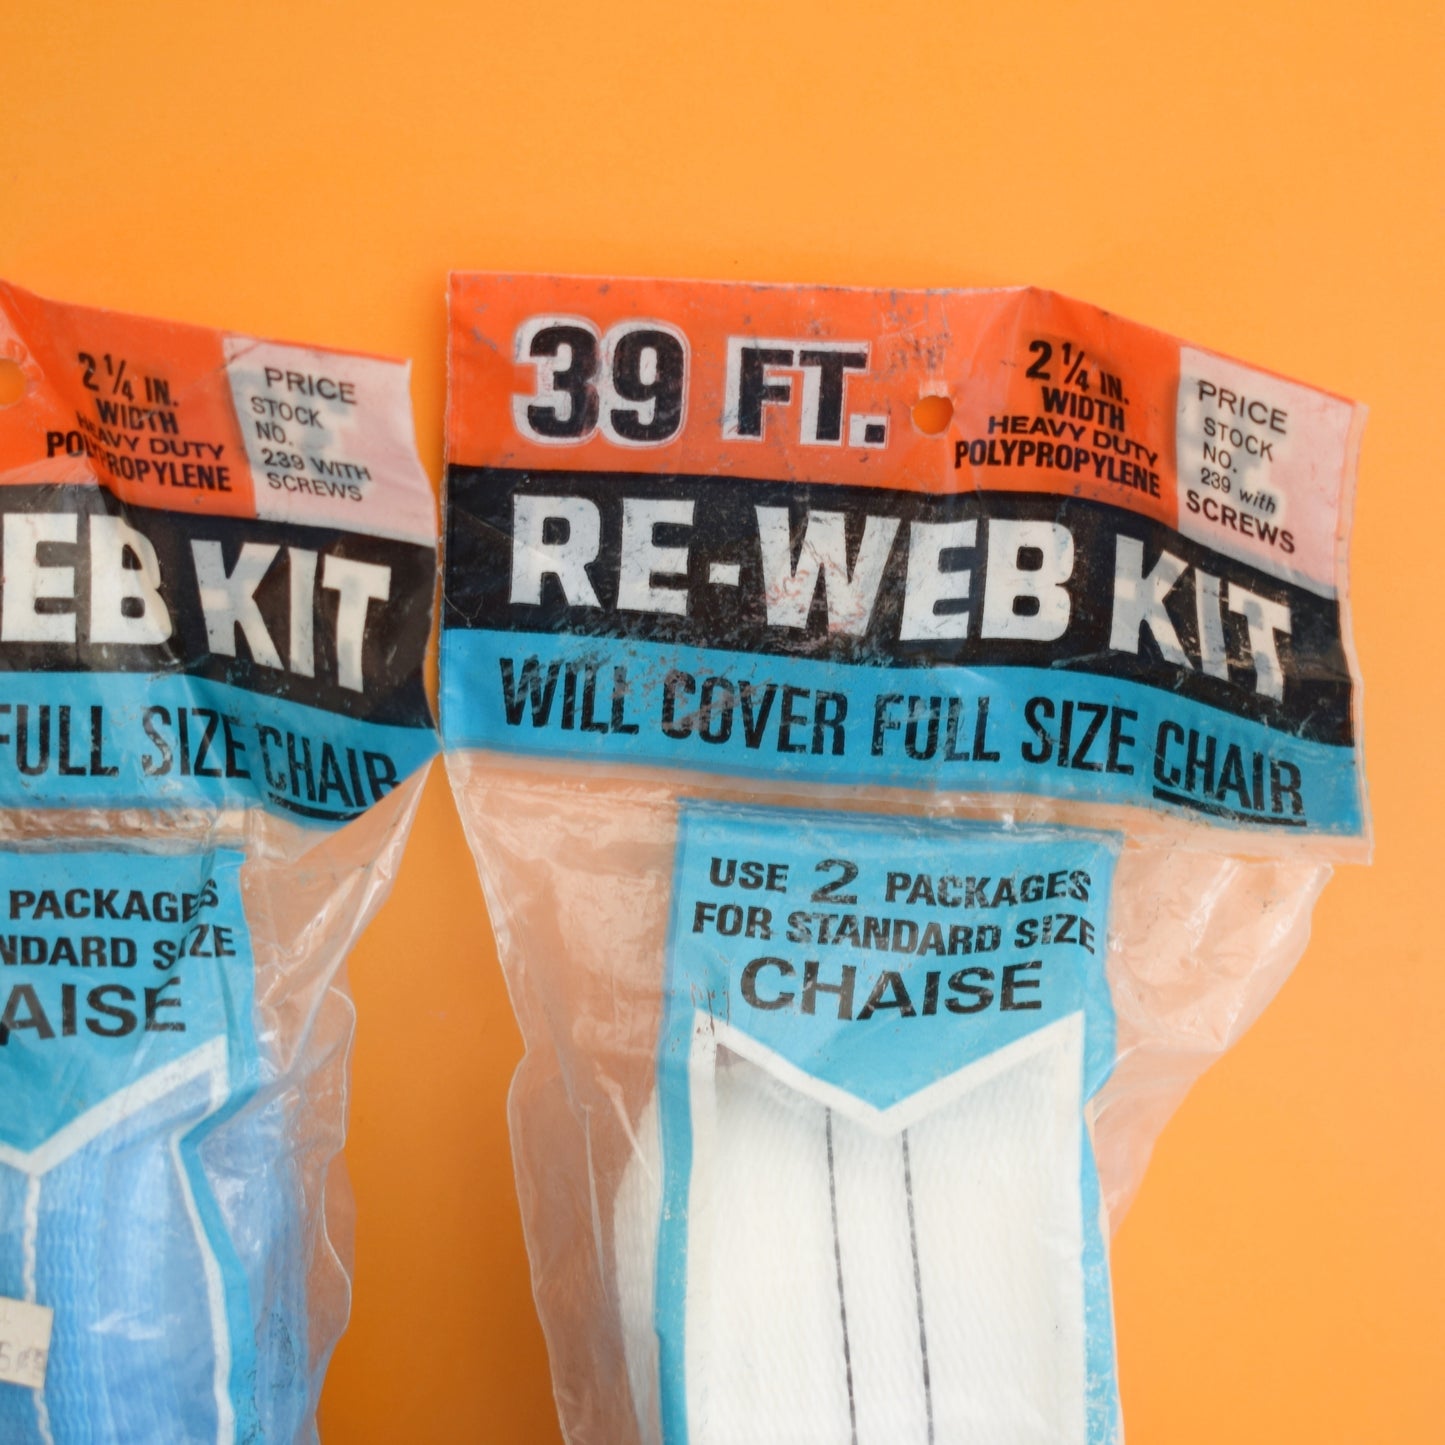 2 1/4 IN.
WIDTH
HEAVY DUTY
POLYPROPYLENE
PRICE
STOCK
NO.
239 WITH
SCREWS
EB KIT
FULL SIZE CHAIR
PACKAGES
NDARD SIZE
AISE
39 FT.
2 1/4 IN.
WIDTH
HEAVY DUTY
POLYPROPYLENE
PRICE
STOCK
NO.
239 with
SCREWS
RE-WEB KIT
WILL COVER FULL SIZE CHAIR
USE 2 PACKAGES
FOR STANDARD SIZE
CHAISE